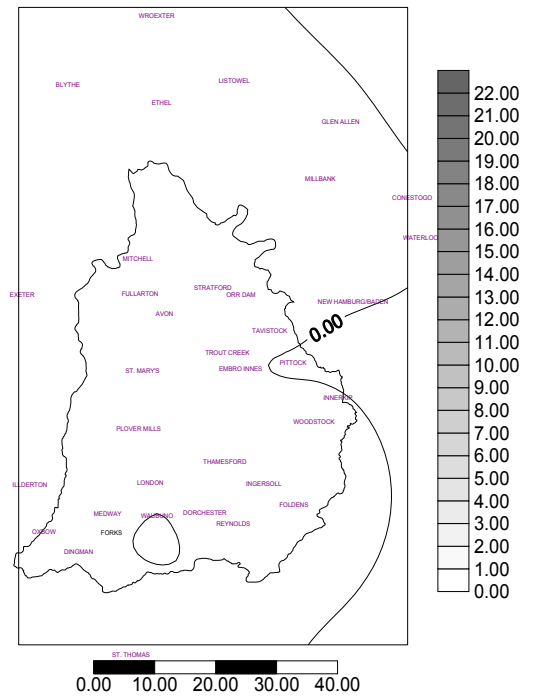 WROEXTER
BLYTHE
LISTOWEL
ETHEL
GLEN ALLEN
MILLBANK
CONESTOGO
WATERLOO
MITCHELL
EXETER
FULLARTON
STRATFORD
ORR DAM
NEW HAMBURG/BADEN
AVON
0.00
TAVISTOCK
TROUT CREEK
PITTOCK
ST. MARY'S
EMBRO INNES
INNERKIP
WOODSTOCK
PLOVER MILLS
THAMESFORD
ILLDERTON
LONDON
INGERSOLL
FOLDENS
MEDWAY
WAUBUNO
DORCHESTER
REYNOLDS
OXBOW
FORKS
DINGMAN
ST. THOMAS
0.00 10.00 20.00 30.00 40.00
22.00
21.00
20.00
19.00
18.00
17.00
16.00
15.00
14.00
13.00
12.00
11.00
10.00
9.00
8.00
7.00
6.00
5.00
4.00
3.00
2.00
1.00
0.00